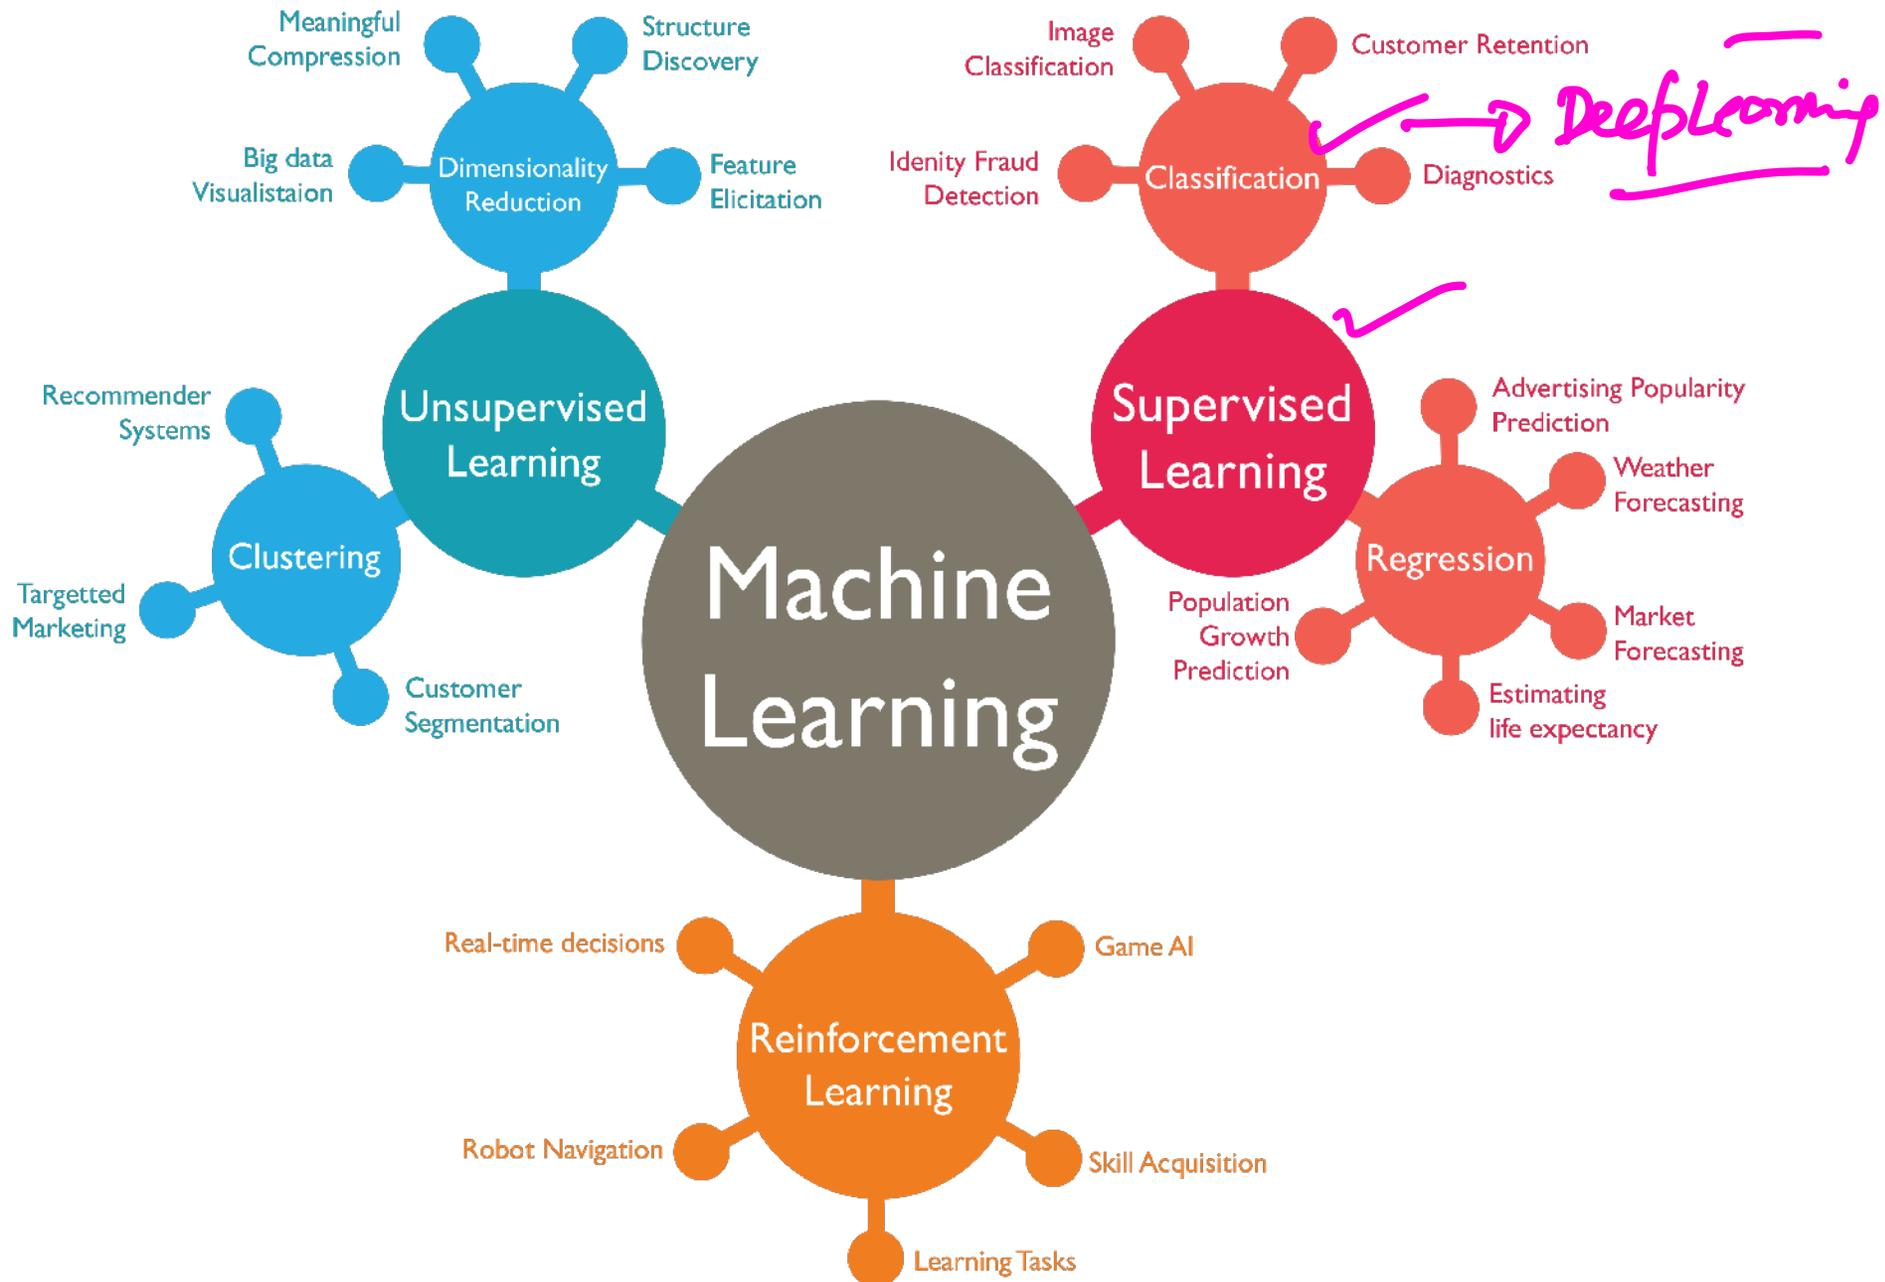 Meaningful
Compression
Structure
Discovery
Big data
Visualistaion
Dimensionality
Reduction
Feature
Elicitation
Image
Classification
Customer Retention
Idenity Fraud
Detection
Classification
Diagnostics
Deep Learning
Recommender
Systems
Unsupervised
Learning
Clustering
Targetted
Marketing
Customer
Segmentation
Machine
Learning
Supervised
Learning
Advertising Popularity
Prediction
Weather
Forecasting
Regression
Population
Growth
Prediction
Market
Forecasting
Estimating
life expectancy
Real-time decisions
Game AI
Reinforcement
Learning
Robot Navigation
Skill Acquisition
Learning Tasks